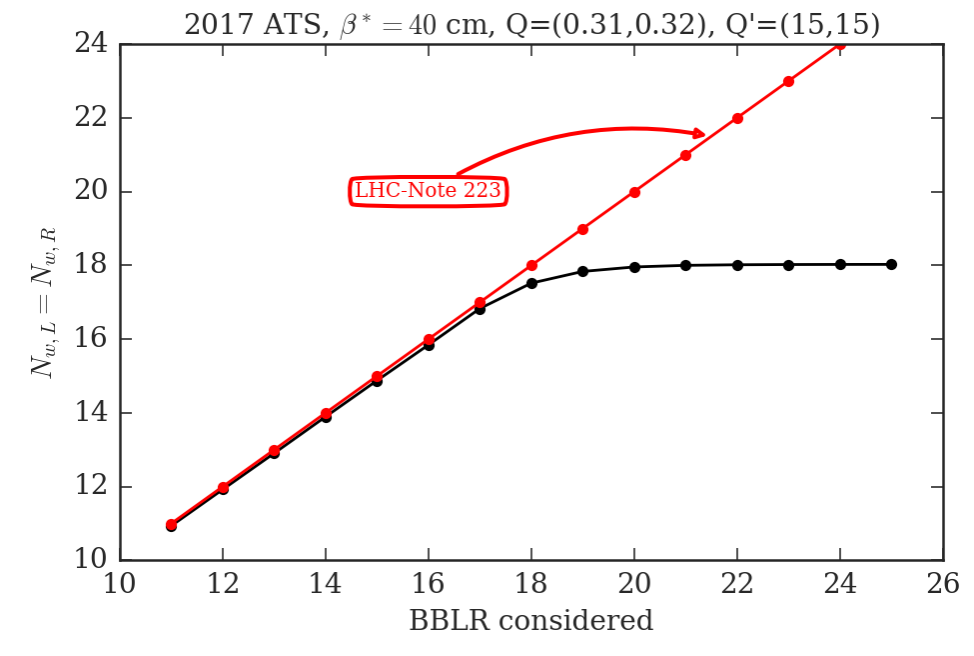 2017 ATS, β* = 40 cm, Q=(0.31,0.32), Q'=(15,15)
24
22
20
18
16
14
12
10
N_{w,L} = N_{w,R}
LHC-Note 223
10 12 14 16 18 20 22 24 26
BBLR considered